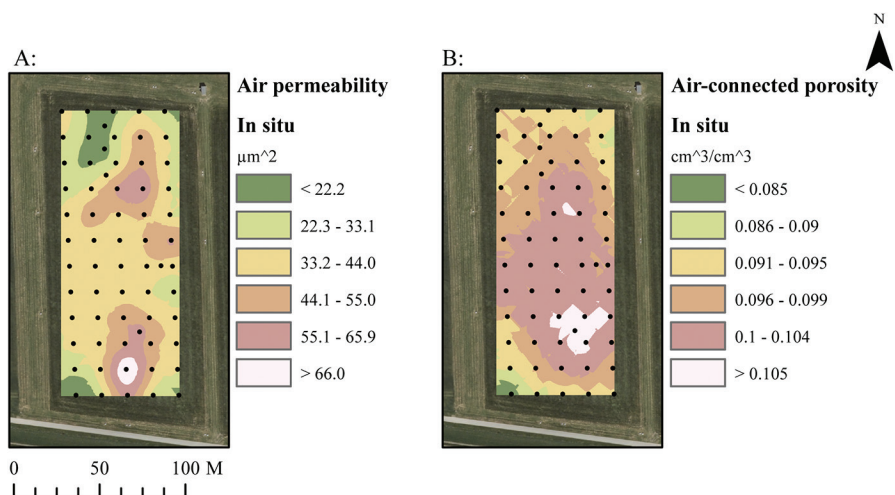 N
A:
Air permeability
In situ
µm^2
< 22.2
22.3 - 33.1
33.2 - 44.0
44.1 - 55.0
55.1 - 65.9
> 66.0
0 50 100 M
B:
Air-connected porosity
In situ
cm^3/cm^3
< 0.085
0.086 - 0.09
0.091 - 0.095
0.096 - 0.099
0.1 - 0.104
> 0.105